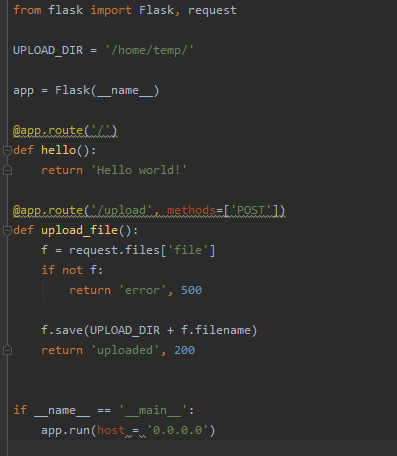 from flask import Flask, request
UPLOAD_DIR = '/home/temp/'
app = Flask(__name__)
@app.route('/')
def hello():
    return 'Hello world!'
@app.route('/upload', methods=['POST'])
def upload_file():
    f = request.files['file']
    if not f:
        return 'error', 500
    f.save(UPLOAD_DIR + f.filename)
    return 'uploaded', 200
if __name__ == '__main__':
    app.run(host = '0.0.0.0')